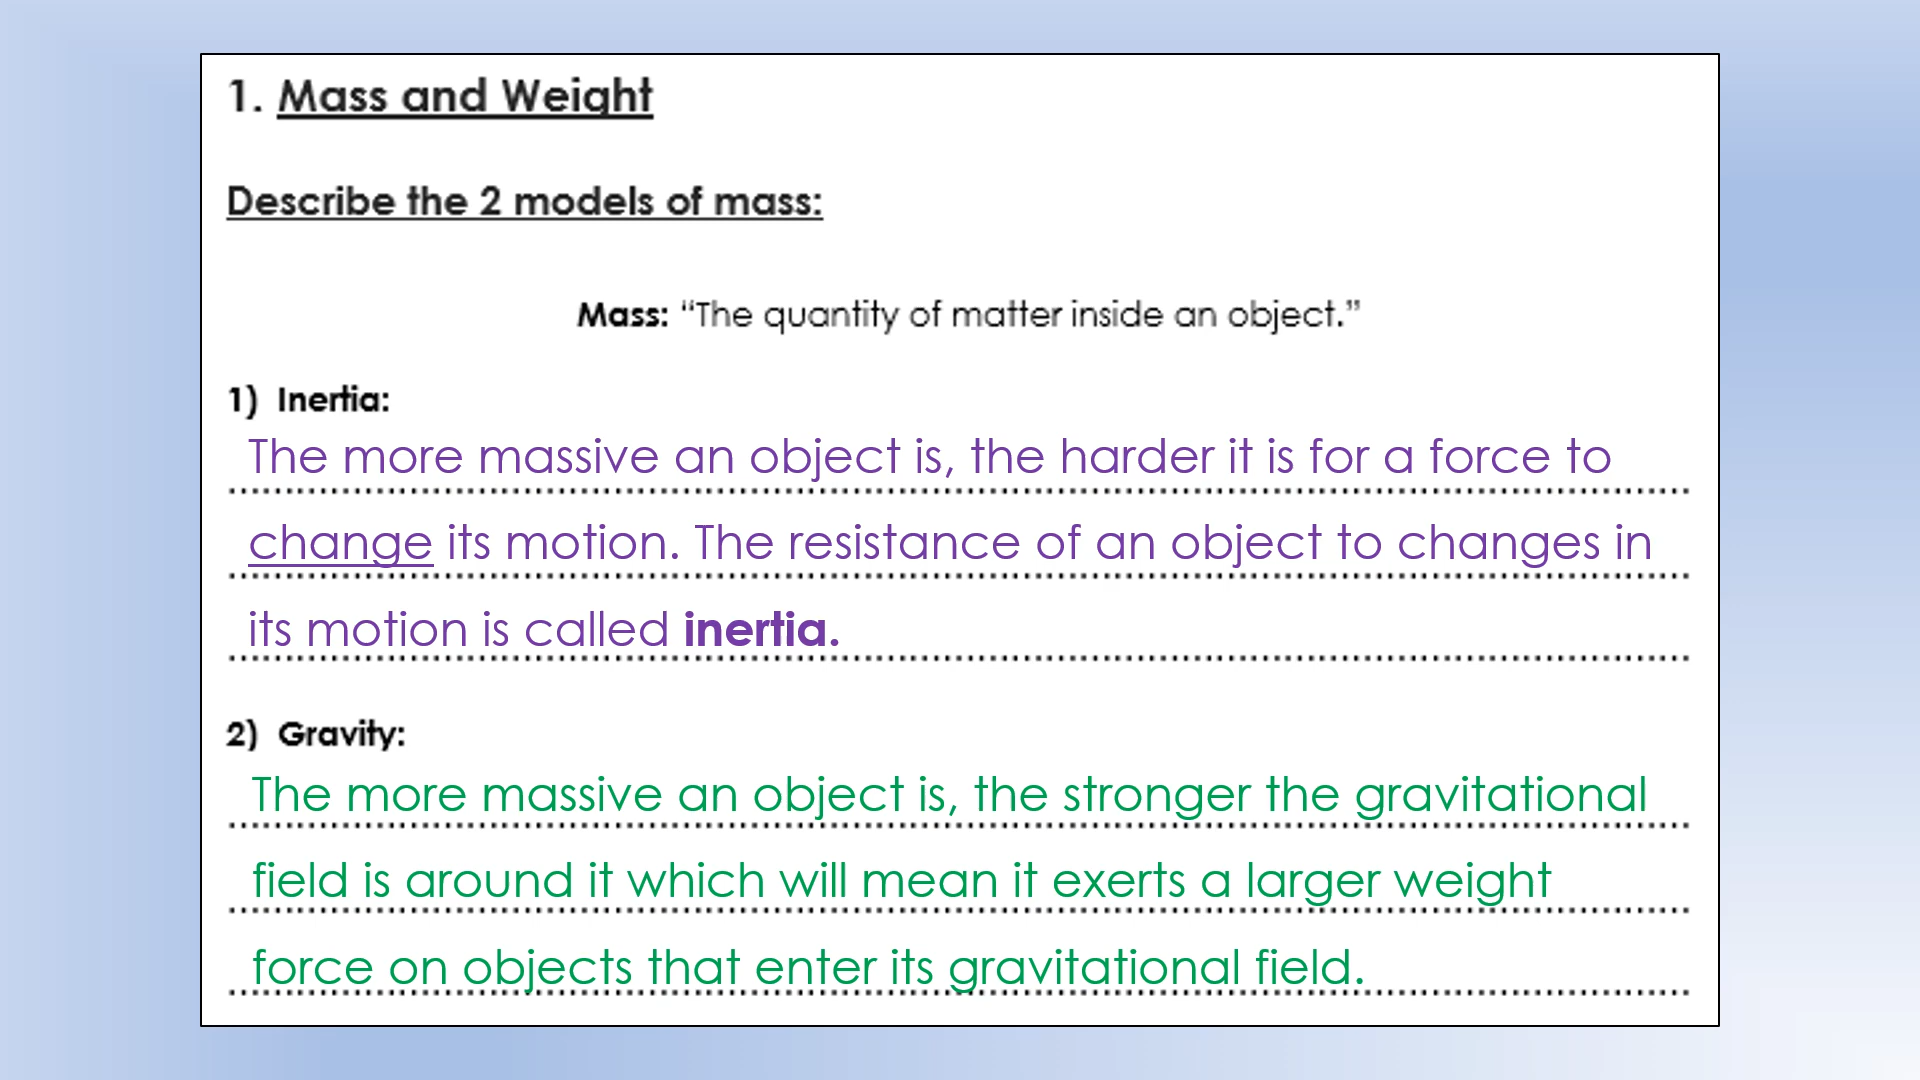 1. Mass and Weight
Describe the 2 models of mass:
Mass: “The quantity of matter inside an object.”
1) Inertia:
The more massive an object is, the harder it is for a force to
change its motion. The resistance of an object to changes in
its motion is called inertia.
2) Gravity:
The more massive an object is, the stronger the gravitational
field is around it which will mean it exerts a larger weight
force on objects that enter its gravitational field.